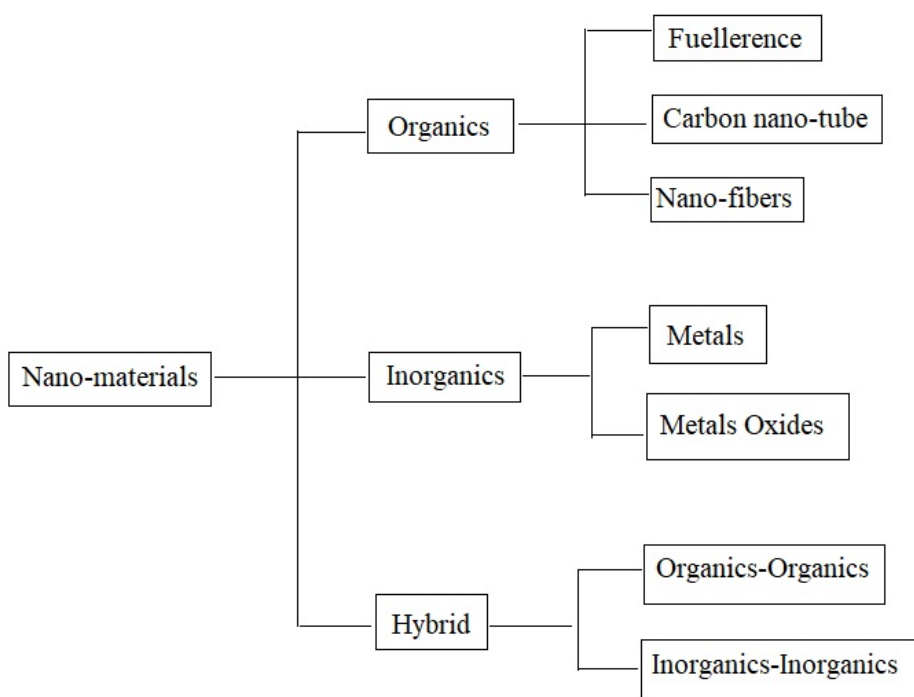 Nano-materials
Organics
Fuellerence
Carbon nano-tube
Nano-fibers
Inorganics
Metals
Metals Oxides
Hybrid
Organics-Organics
Inorganics-Inorganics